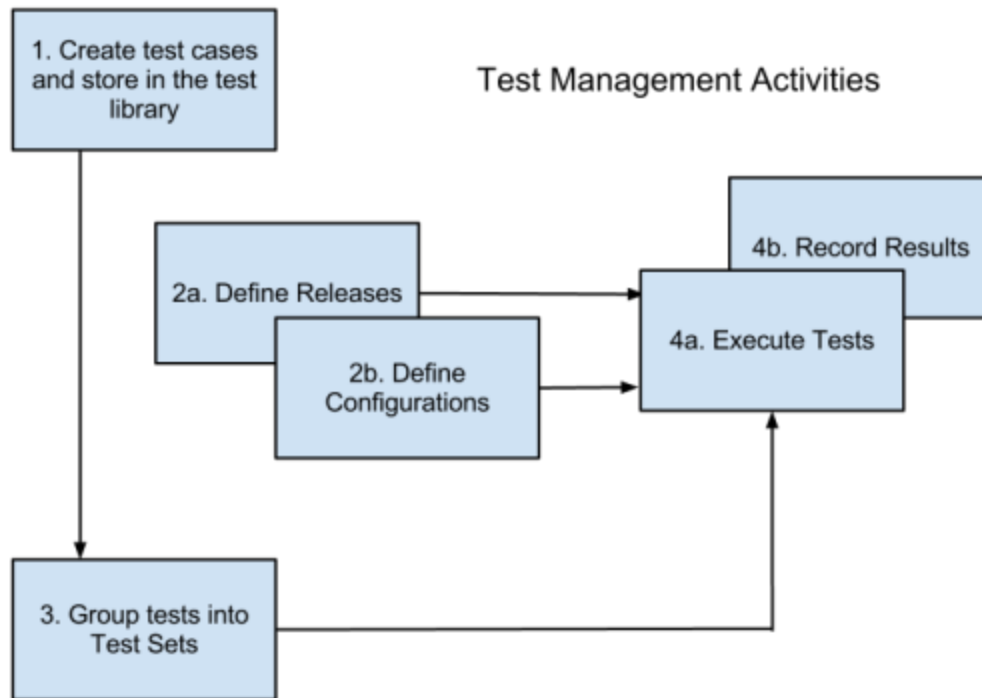 1. Create test cases
and store in the test
library
Test Management Activities
4b. Record Results
2a. Define Releases
4a. Execute Tests
2b. Define
Configurations
3. Group tests into
Test Sets